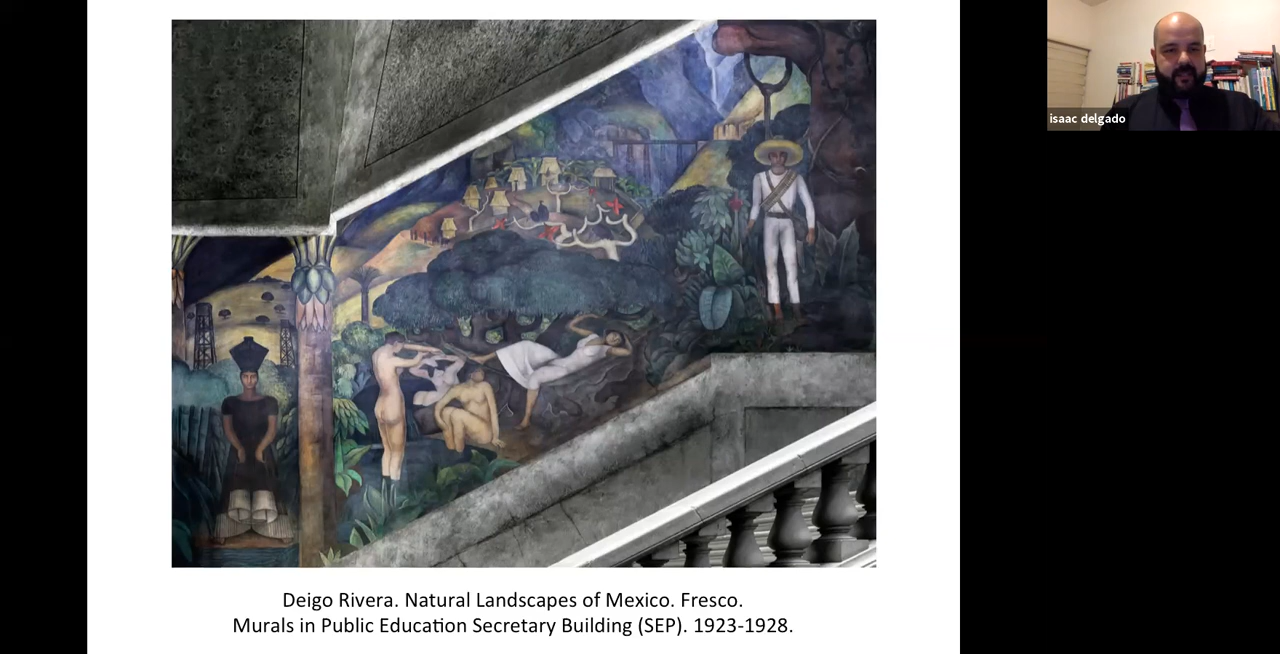 isaac delgado
Deigo Rivera. Natural Landscapes of Mexico. Fresco.
Murals in Public Education Secretary Building (SEP). 1923-1928.